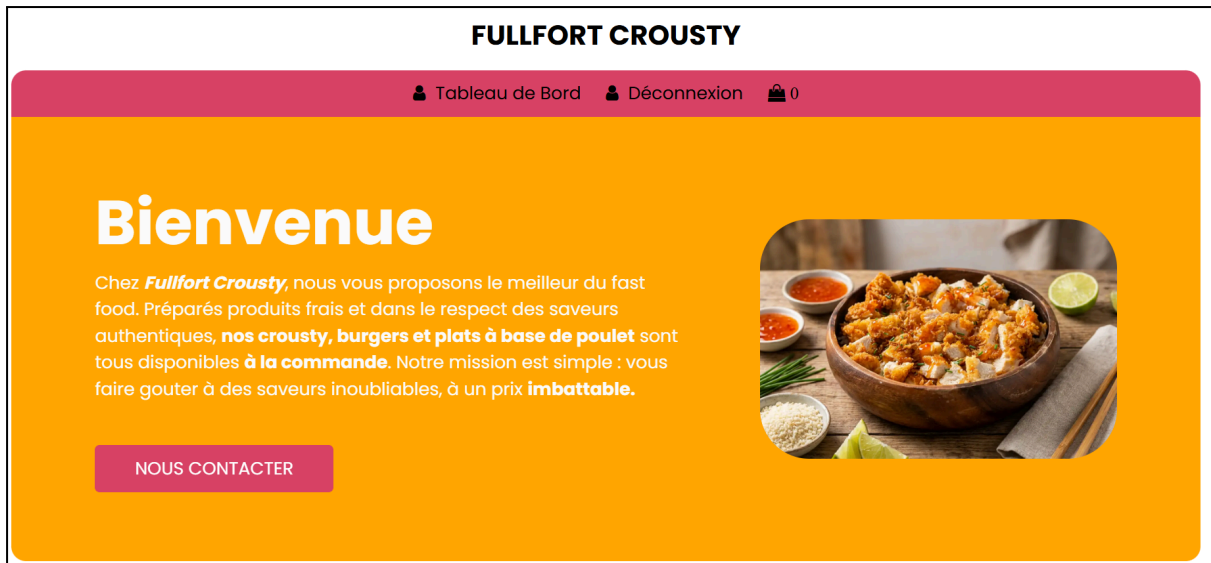 FULLFORT CROUSTY
Tableau de Bord Déconnexion 0
Bienvenue
Chez Fullfort Crousty, nous vous proposons le meilleur du fast
food. Préparés produits frais et dans le respect des saveurs
authentiques, nos crousty, burgers et plats à base de poulet sont
tous disponibles à la commande. Notre mission est simple : vous
faire gouter à des saveurs inoubliables, à un prix imbattable.
NOUS CONTACTER